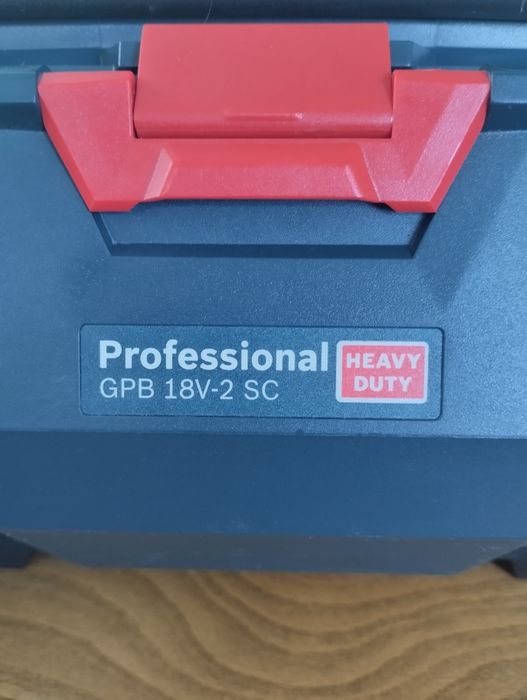 Professional
GPB 18V-2 SC
HEAVY
DUTY